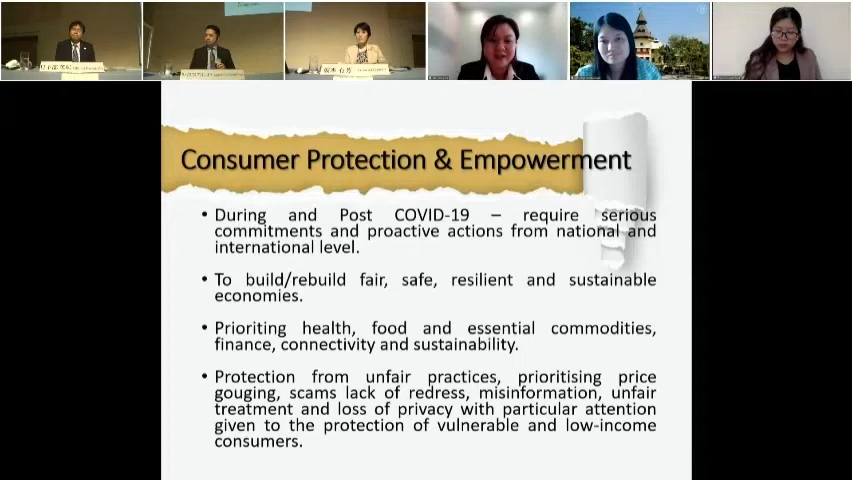 Consumer Protection & Empowerment
• During and Post COVID-19 – require serious
commitments and proactive actions from national and
international level.
• To build/rebuild fair, safe, resilient and sustainable
economies.
• Prioriting health, food and essential commodities,
finance, connectivity and sustainability.
• Protection from unfair practices, prioritising price
gouging, scams lack of redress, misinformation, unfair
treatment and loss of privacy with particular attention
given to the protection of vulnerable and low-income
consumers.